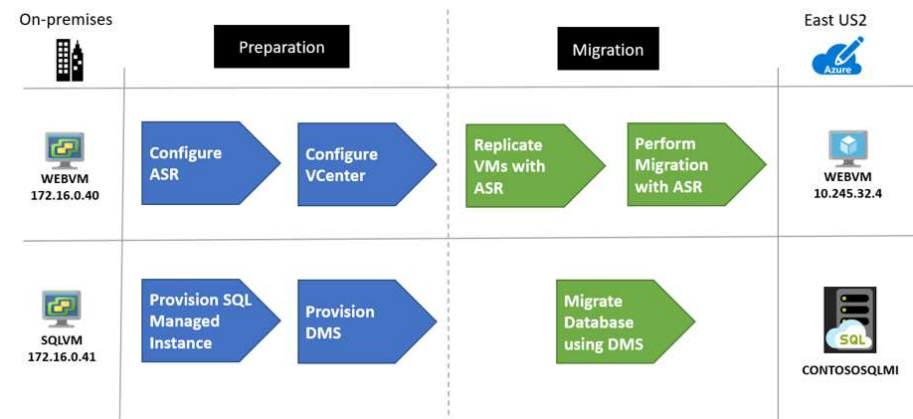 On-premises
Preparation
Migration
East US2
Azure
WEBVM
172.16.0.40
Configure
ASR
Configure
VCenter
Replicate
VMs with
ASR
Perform
Migration
with ASR
WEBVM
10.245.32.4
SQLVM
172.16.0.41
Provision SQL
Managed
Instance
Provision
DMS
Migrate
Database
using DMS
SQL
CONTOSOSQLMI